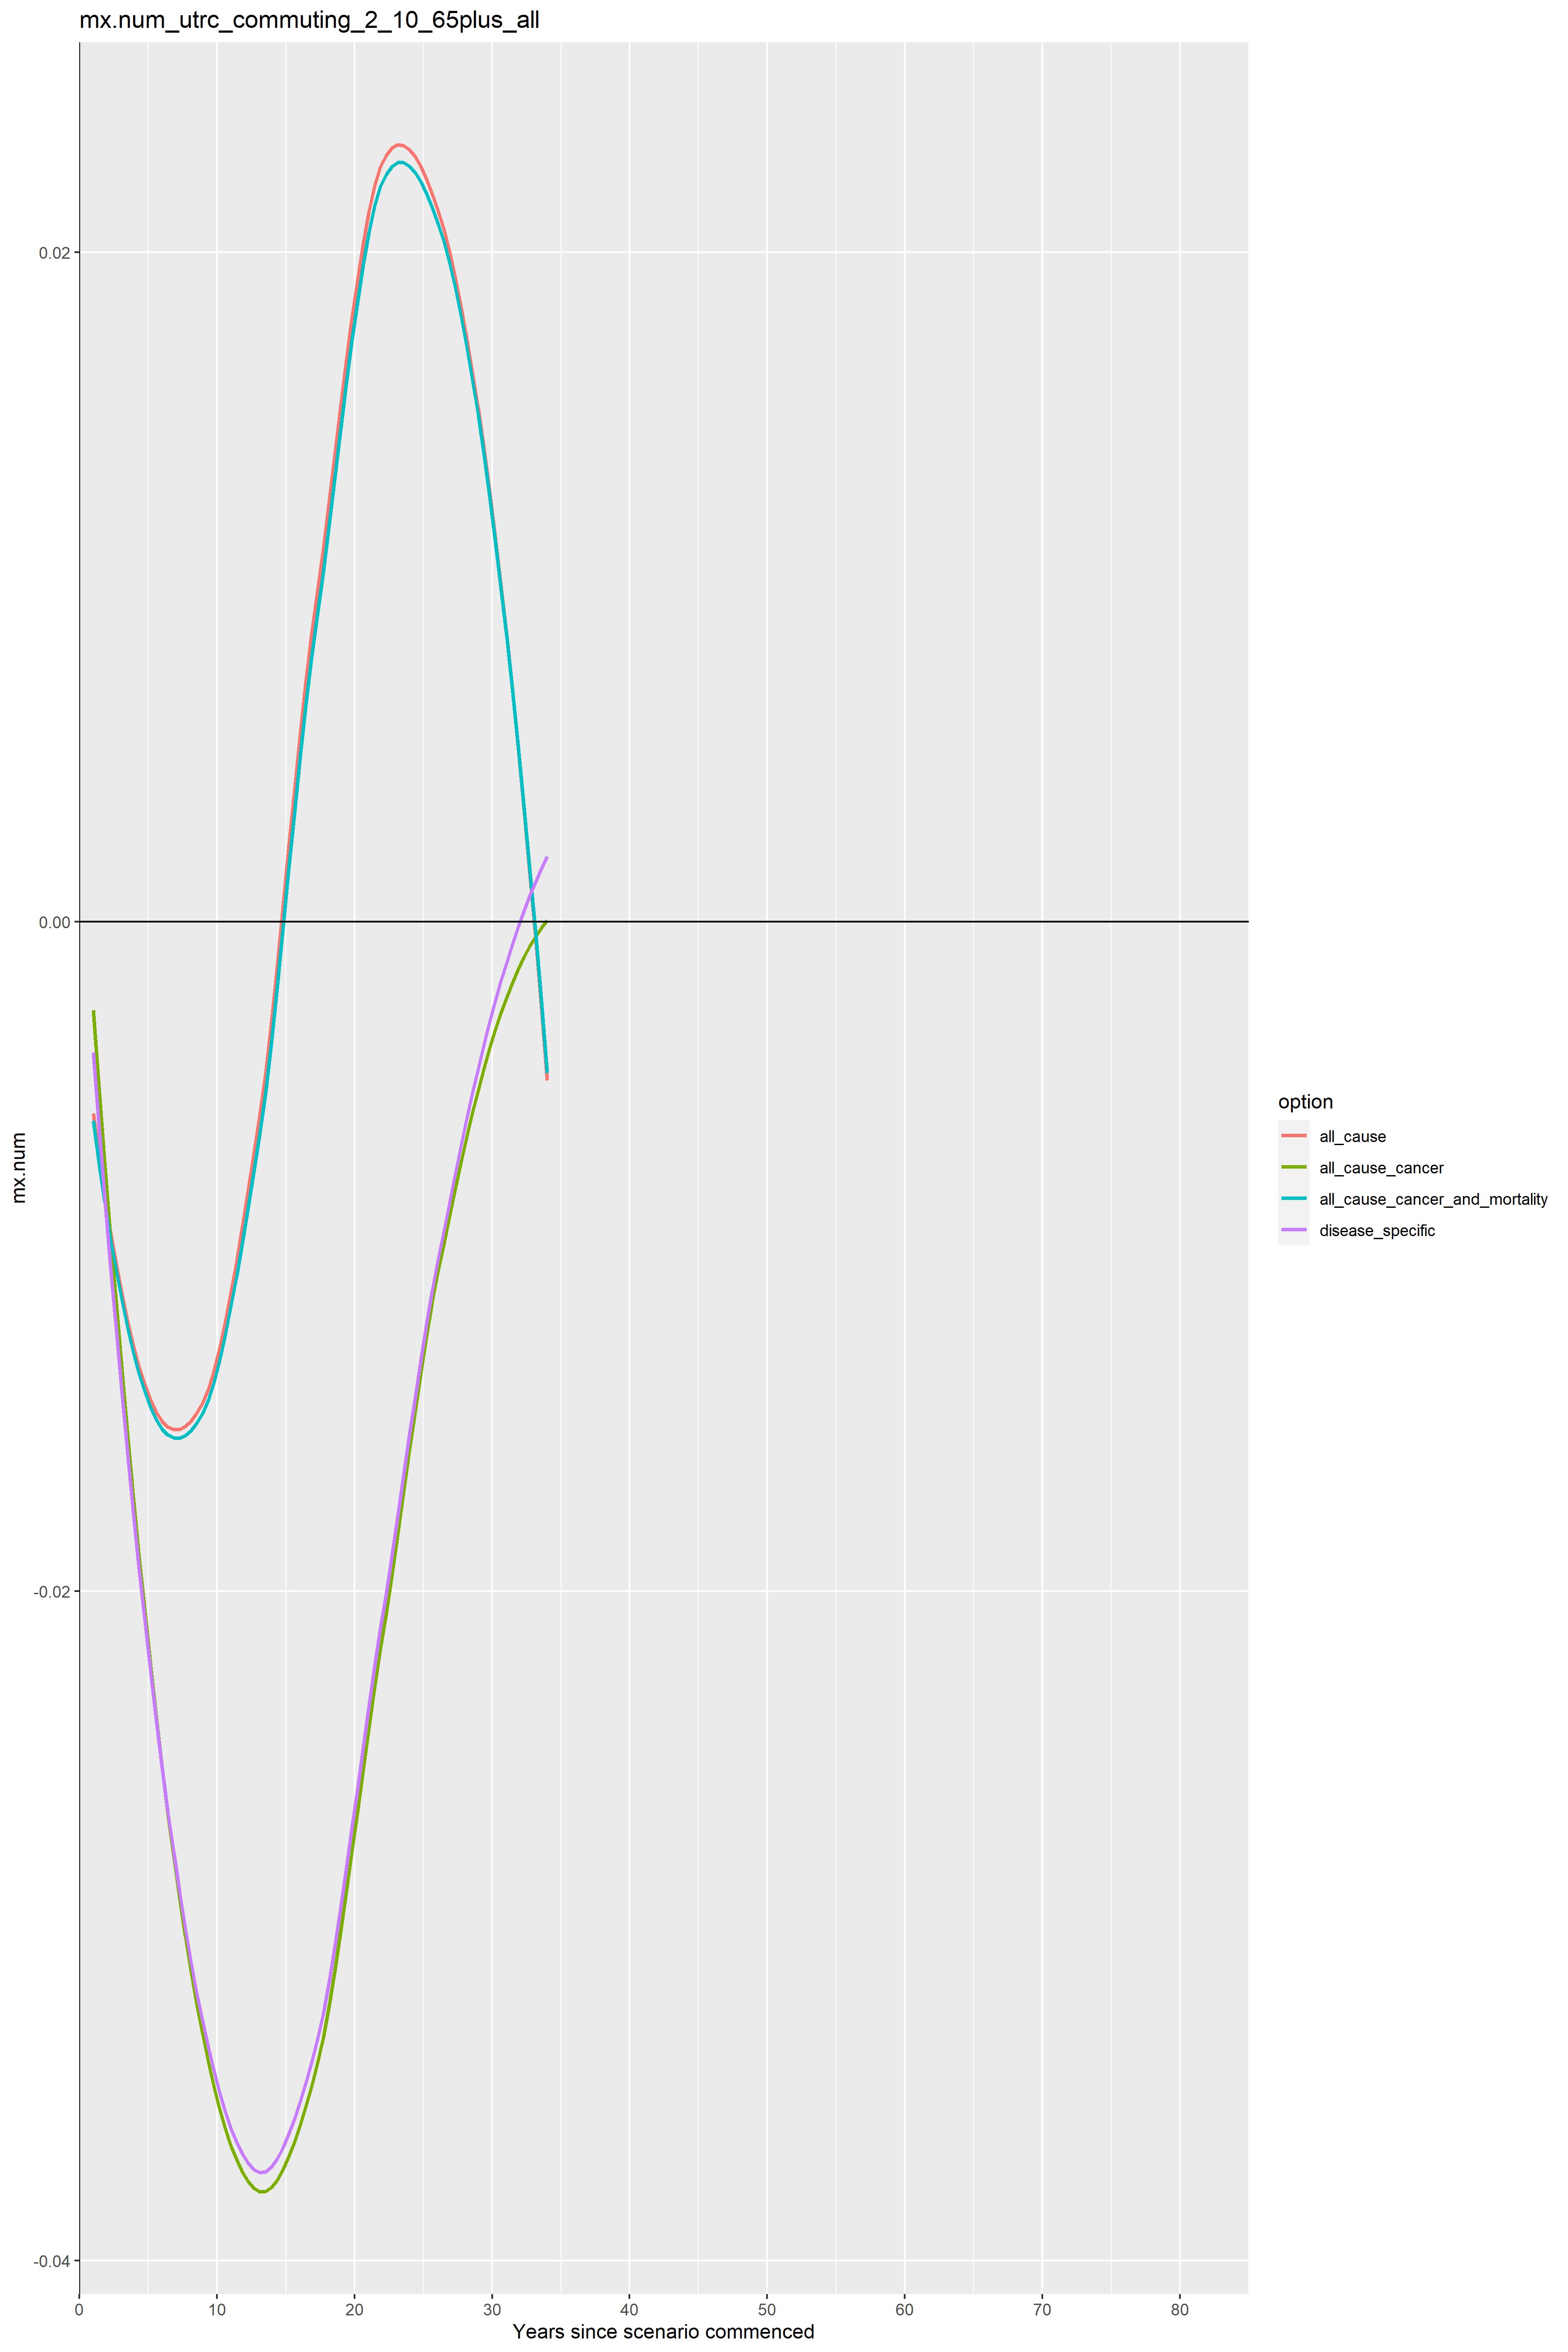 mx.num_utrc_commuting_2_10_65plus_all
0.02
0.00
-0.02
-0.04
mx.num
0 10 20 30 40 50 60 70 80
Years since scenario commenced
option
all_cause
all_cause_cancer
all_cause_cancer_and_mortality
disease_specific